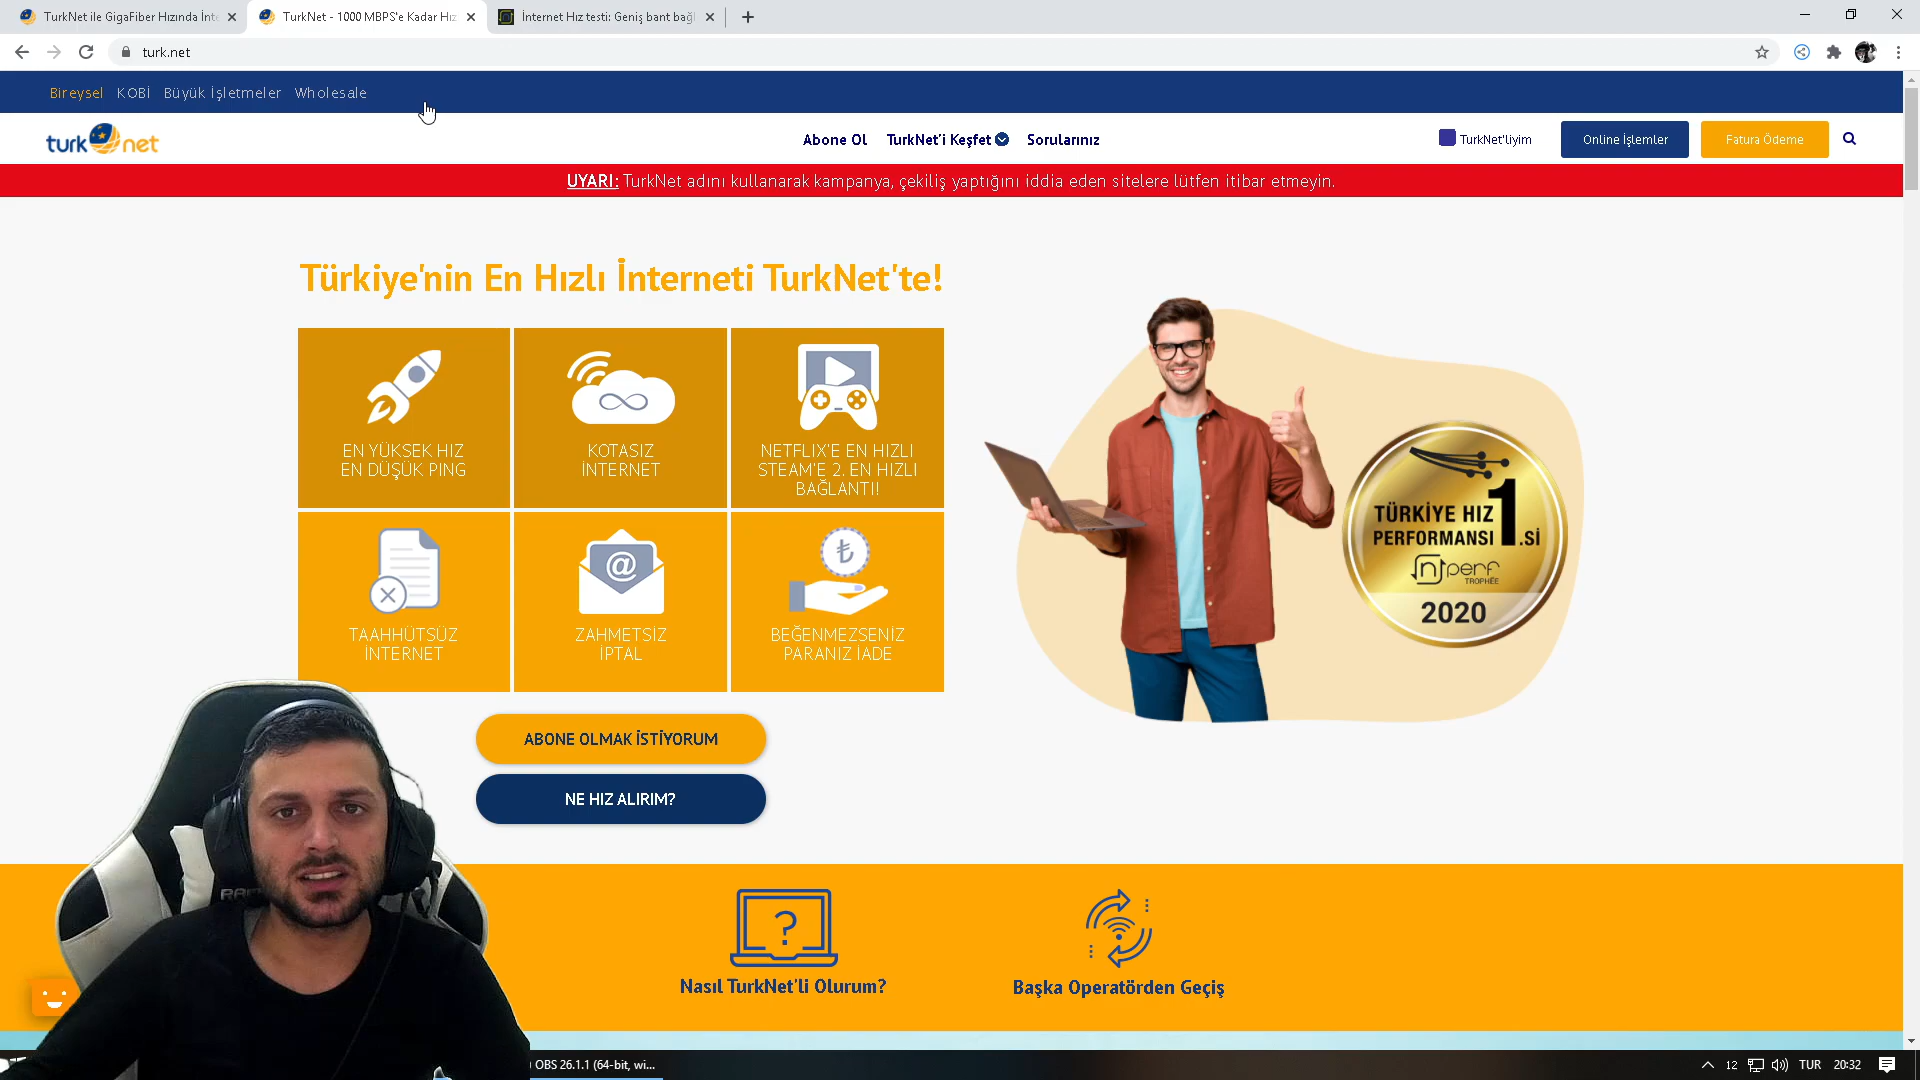 TurkNet ile GigaFiber Hızında İnt
TurkNet - 1000 MBPS'e Kadar Hız
İnternet Hız testi: Geniş bant bağl
turk.net
Bireysel KOBİ Büyük İşletmeler Wholesale
turk net
Abone Ol TurkNet'i Keşfet Sorularınız
TurkNet'liyim Online İşlemler Fatura Ödeme
UYARI: TurkNet adını kullanarak kampanya, çekiliş yaptığını iddia eden sitelere lütfen itibar etmeyin.
Türkiye'nin En Hızlı İnterneti TurkNet'te!
EN YÜKSEK HIZ
EN DÜŞÜK PING
KOTASIZ
İNTERNET
NETFLIX'E EN HIZLI
STEAM'E 2. EN HIZLI
BAĞLANTI!
TAAHHÜTSÜZ
İNTERNET
ZAHMETSİZ
İPTAL
BEĞENMEZSENİZ
PARANIZ İADE
TÜRKİYE HIZ
PERFORMANSI 1.Sİ
nperf
TROPHÉE
2020
ABONE OLMAK İSTİYORUM
NE HIZ ALIRIM?
Nasıl TurkNet'li Olurum?
Başka Operatörden Geçiş
OBS 26.1.1 (64-bit, wi...
12 TUR 20:32